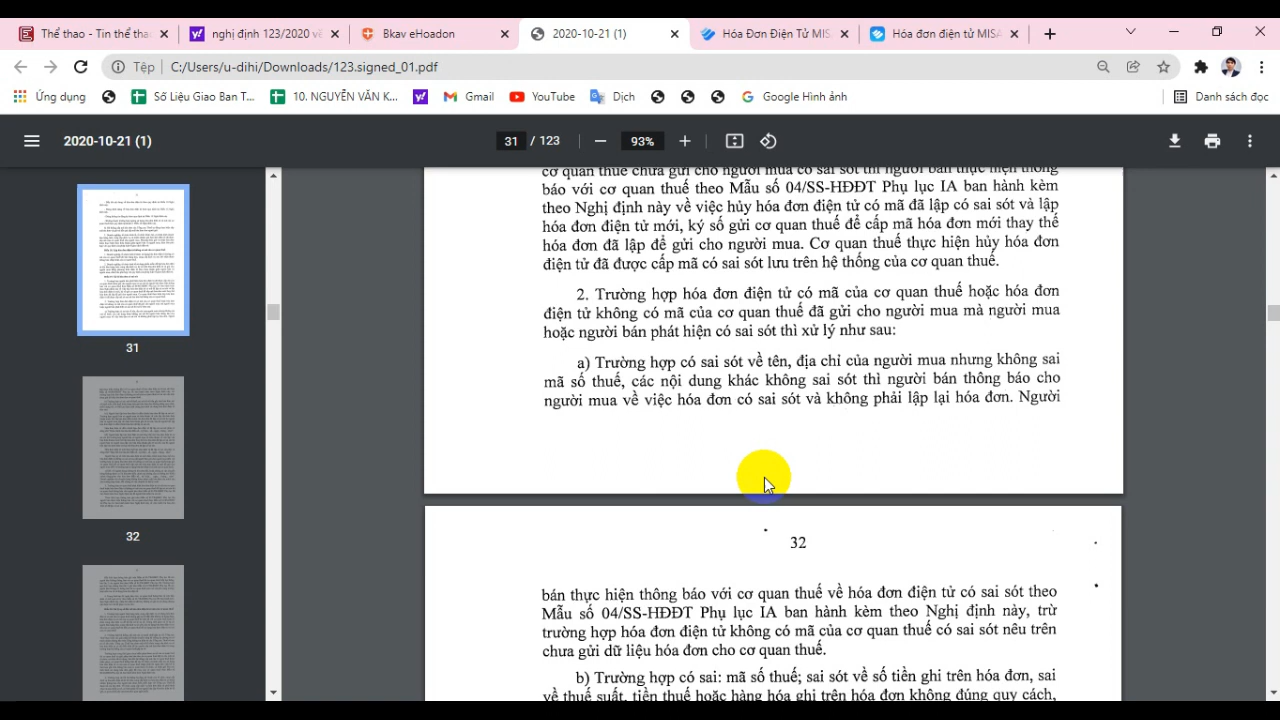 Thể thao - Tin thể tha
nghị định 123/2020 về
Bkav eHoadon
2020-10-21 (1)
Hóa Đơn Điện Tử MIS
Hóa đơn điện tử MISA
Tệp
C:/Users/u-dihi/Downloads/123.signed_01.pdf
Ứng dụng
Số Liệu Giao Ban T...
10. NGUYỄN VĂN K...
Gmail
YouTube
Dịch
Google Hình ảnh
Danh sách đọc
2020-10-21 (1)
31 / 123
93%
31
32
cơ quan thuế chưa gửi cho người mua có sai sót thì người bán thực hiện thông
báo với cơ quan thuế theo Mẫu số 04/SS-HĐĐT Phụ lục IA ban hành kèm
theo Nghị định này về việc hủy hóa đơn điện tử có mã đã lập có sai sót và lập
hóa đơn điện tử mới, ký số gửi cơ quan thuế để cấp mã hóa đơn mới thay thế
hóa đơn đã lập để gửi cho người mua. Cơ quan thuế thực hiện hủy hóa đơn
điện tử đã được cấp mã có sai sót lưu trên hệ thống của cơ quan thuế.
2. Trường hợp hóa đơn điện tử có mã của cơ quan thuế hoặc hóa đơn
điện tử không có mã của cơ quan thuế đã gửi cho người mua mà người mua
hoặc người bán phát hiện có sai sót thì xử lý như sau:
a) Trường hợp có sai sót về tên, địa chỉ của người mua nhưng không sai
mã số thuế, các nội dung khác không sai sót thì người bán thông báo cho
người mua về việc hóa đơn có sai sót và không phải lập lại hóa đơn. Người
32
bán thực hiện thông báo với cơ quan thuế về hóa đơn điện tử có sai sót theo
Mẫu số 04/SS-HĐĐT Phụ lục IA ban hành kèm theo Nghị định này, trừ
trường hợp hóa đơn điện tử không có mã của cơ quan thuế có sai sót nêu trên
chưa gửi dữ liệu hóa đơn cho cơ quan thuế.
b) Trường hợp có sai: mã số thuế; sai sót về số tiền ghi trên hóa đơn, sai
về thuế suất, tiền thuế hoặc hàng hóa ghi trên hóa đơn không đúng quy cách,